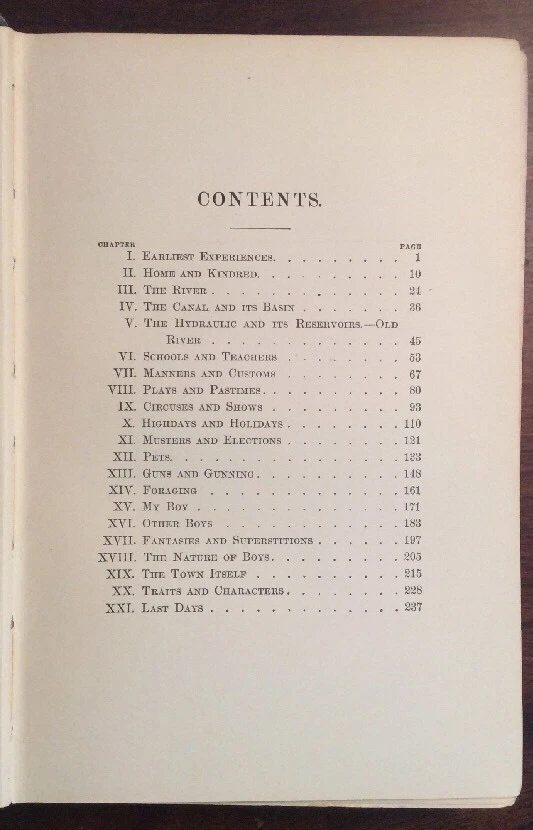 CONTENTS.
CHAPTER PAGE
I. EARLIEST EXPERIENCES. . . . . . . . . 1
II. HOME AND KINDRED. . . . . . . . . . 10
III. THE RIVER . . . . . . . . . . . . 24
IV. THE CANAL AND ITS BASIN . . . . . . . 36
V. THE HYDRAULIC AND ITS RESERVOIRS.—OLD
RIVER . . . . . . . . . . . . 45
VI. SCHOOLS AND TEACHERS . . . . . . . . 53
VII. MANNERS AND CUSTOMS . . . . . . . . 67
VIII. PLAYS AND PASTIMES. . . . . . . . . . 80
IX. CIRCUSES AND SHOWS . . . . . . . . . 93
X. HIGHDAYS AND HOLIDAYS . . . . . . . . 110
XI. MUSTERS AND ELECTIONS . . . . . . . . 121
XII. PETS. . . . . . . . . . . . . . . 133
XIII. GUNS AND GUNNING. . . . . . . . . . 148
XIV. FORAGING . . . . . . . . . . . . . 161
XV. MY BOY . . . . . . . . . . . . . 171
XVI. OTHER BOYS . . . . . . . . . . . . 183
XVII. FANTASIES AND SUPERSTITIONS . . . . . . 197
XVIII. THE NATURE OF BOYS. . . . . . . . . 205
XIX. THE TOWN ITSELF . . . . . . . . . . 215
XX. TRAITS AND CHARACTERS. . . . . . . . 228
XXI. LAST DAYS . . . . . . . . . . . . . 237